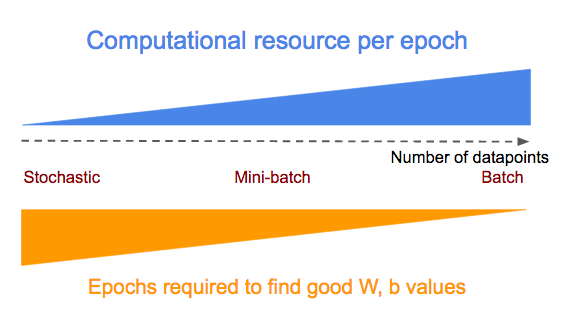 Computational resource per epoch
Number of datapoints
Stochastic
Mini-batch
Batch
Epochs required to find good W, b values